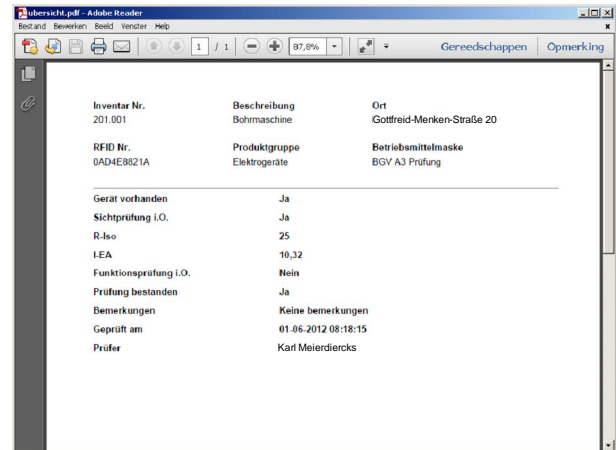 ubersicht.pdf - Adobe Reader
Bestand Bewerken Beeld Venster Help
1 / 1 87,8% Gereedschappen Opmerking
Inventar Nr. Beschreibung Ort
201.001 Bohrmaschine Gottfreid-Menken-Straße 20
RFID Nr. Produktgruppe Betriebsmittelmaske
0AD4E8821A Elektrogeräte BGV A3 Prüfung
Gerät vorhanden Ja
Sichtprüfung i.O. Ja
R-Iso 25
I-EA 10,32
Funktionsprüfung i.O. Nein
Prüfung bestanden Ja
Bemerkungen Keine bemerkungen
Geprüft am 01-06-2012 08:18:15
Prüfer Karl Meierdiercks